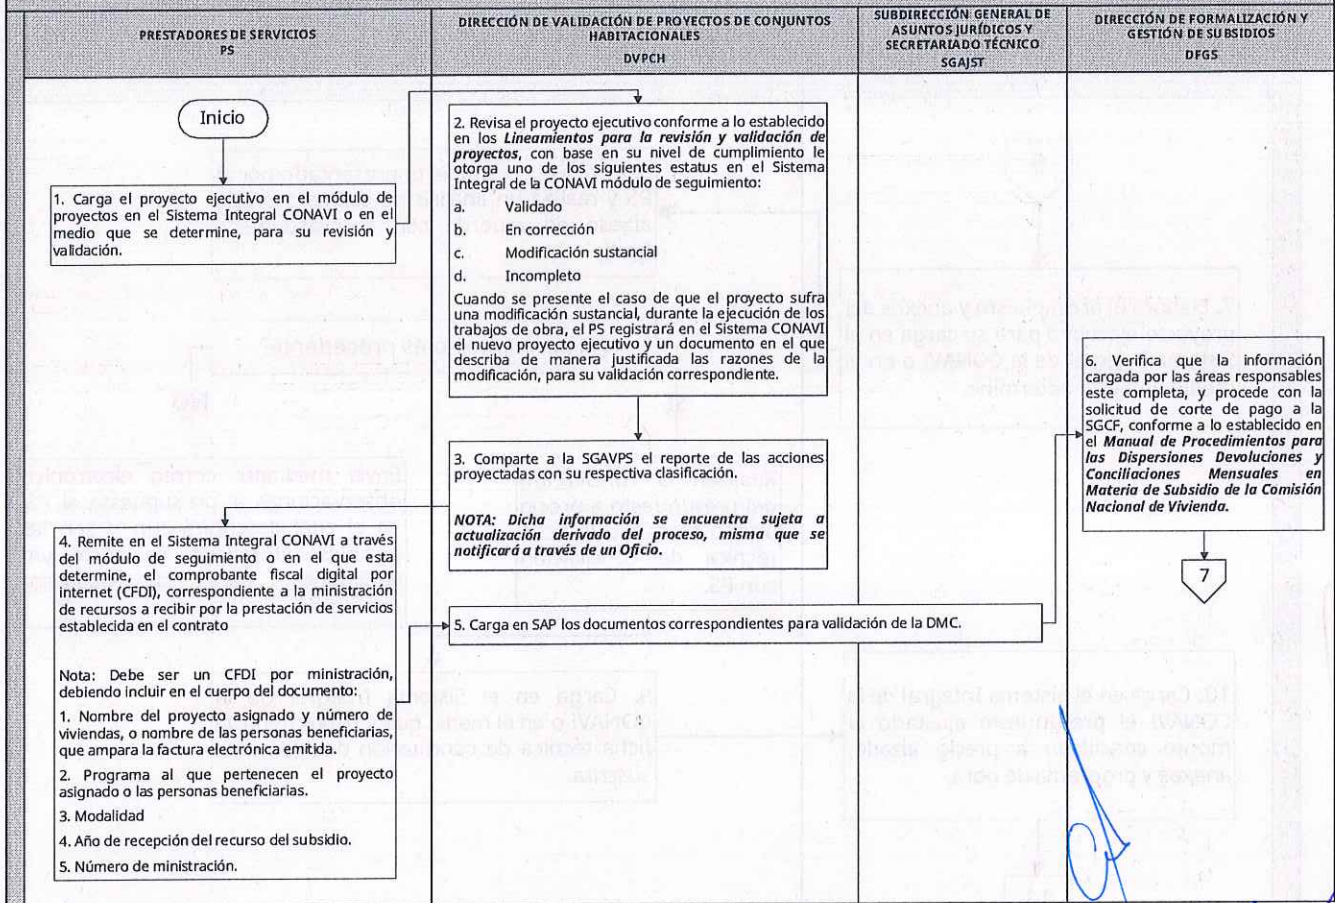 PRESTADORES DE SERVICIOS
PS
DIRECCIÓN DE VALIDACIÓN DE PROYECTOS DE CONJUNTOS
HABITACIONALES
DVPCH
SUBDIRECCIÓN GENERAL DE
ASUNTOS JURÍDICOS Y
SECRETARIADO TÉCNICO
SGAJST
DIRECCIÓN DE FORMALIZACIÓN Y
GESTIÓN DE SUBSIDIOS
DFGS
Inicio
1. Carga el proyecto ejecutivo en el módulo de
proyectos en el Sistema Integral CONAVI o en el
medio que se determine, para su revisión y
validación.
2. Revisa el proyecto ejecutivo conforme a lo establecido
en los Lineamientos para la revisión y validación de
proyectos, con base en su nivel de cumplimiento le
otorga uno de los siguientes estatus en el Sistema
Integral de la CONAVI módulo de seguimiento:
a. Validado
b. En corrección
c. Modificación sustancial
d. Incompleto
Cuando se presente el caso de que el proyecto sufra
una modificación sustancial, durante la ejecución de los
trabajos de obra, el PS registrará en el Sistema CONAVI
el nuevo proyecto ejecutivo y un documento en el que
describa de manera justificada las razones de la
modificación, para su validación correspondiente.
3. Comparte a la SGAVPS el reporte de las acciones
proyectadas con su respectiva clasificación.
NOTA: Dicha información se encuentra sujeta a
actualización derivado del proceso, misma que se
notificará a través de un Oficio.
4. Remite en el Sistema Integral CONAVI a través
del módulo de seguimiento o en el que esta
determine, el comprobante fiscal digital por
internet (CFDI), correspondiente a la ministración
de recursos a recibir por la prestación de servicios
establecida en el contrato
Nota: Debe ser un CFDI por ministración,
debiendo incluir en el cuerpo del documento:
1. Nombre del proyecto asignado y número de
viviendas, o nombre de las personas beneficiarias,
que ampara la factura electrónica emitida.
2. Programa al que pertenecen el proyecto
asignado o las personas beneficiarias.
3. Modalidad
4. Año de recepción del recurso del subsidio.
5. Número de ministración.
5. Carga en SAP los documentos correspondientes para validación de la DMC.
6. Verifica que la información
cargada por las áreas responsables
este completa, y procede con la
solicitud de corte de pago a la
SGCF, conforme a lo establecido en
el Manual de Procedimientos para
las Dispersiones Devoluciones y
Conciliaciones Mensuales en
Materia de Subsidio de la Comisión
Nacional de Vivienda.
7